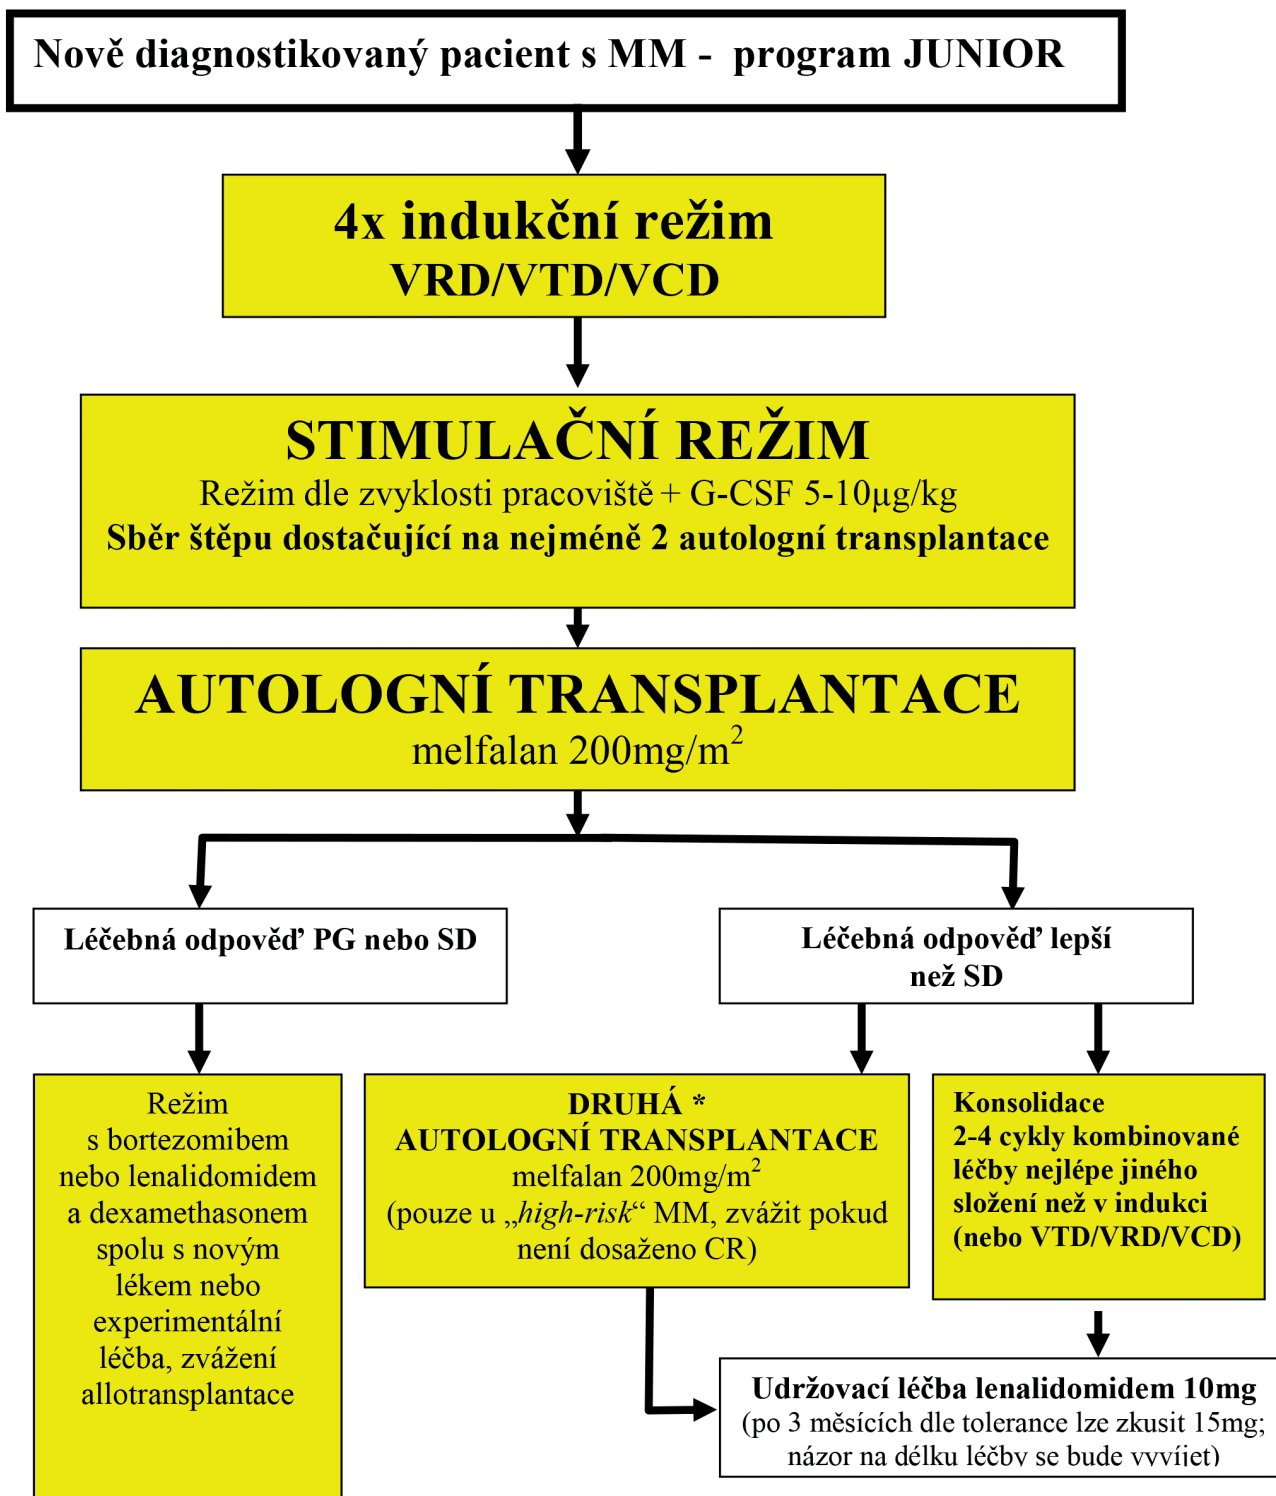 Nově diagnostikovaný pacient s MM - program JUNIOR
4x indukční režim
VRD/VTD/VCD
STIMULAČNÍ REŽIM
Režim dle zvyklosti pracoviště + G-CSF 5-10µg/kg
Sběr štěpu dostačující na nejméně 2 autologní transplantace
AUTOLOGNÍ TRANSPLANTACE
melfalan 200mg/m²
Léčebná odpověď PG nebo SD
Léčebná odpověď lepší
než SD
Režim
s bortezomibem
nebo lenalidomidem
a dexamethasonem
spolu s novým
lékem nebo
experimentální
léčba, zvážení
allotransplantace
DRUHÁ *
AUTOLOGNÍ TRANSPLANTACE
melfalan 200mg/m²
(pouze u „high-risk“ MM, zvážit pokud
není dosaženo CR)
Konsolidace
2-4 cykly kombinované
léčby nejlépe jiného
složení než v indukci
(nebo VTD/VRD/VCD)
Udržovací léčba lenalidomidem 10mg
(po 3 měsících dle tolerance lze zkusit 15mg;
názor na délku léčby se bude vyvíjet)